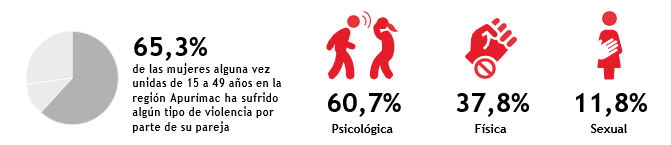 65,3%
de las mujeres alguna vez
unidas de 15 a 49 años en la
región Apurímac ha sufrido
algún tipo de violencia por
parte de su pareja
60,7%
Psicológica
37,8%
Física
11,8%
Sexual